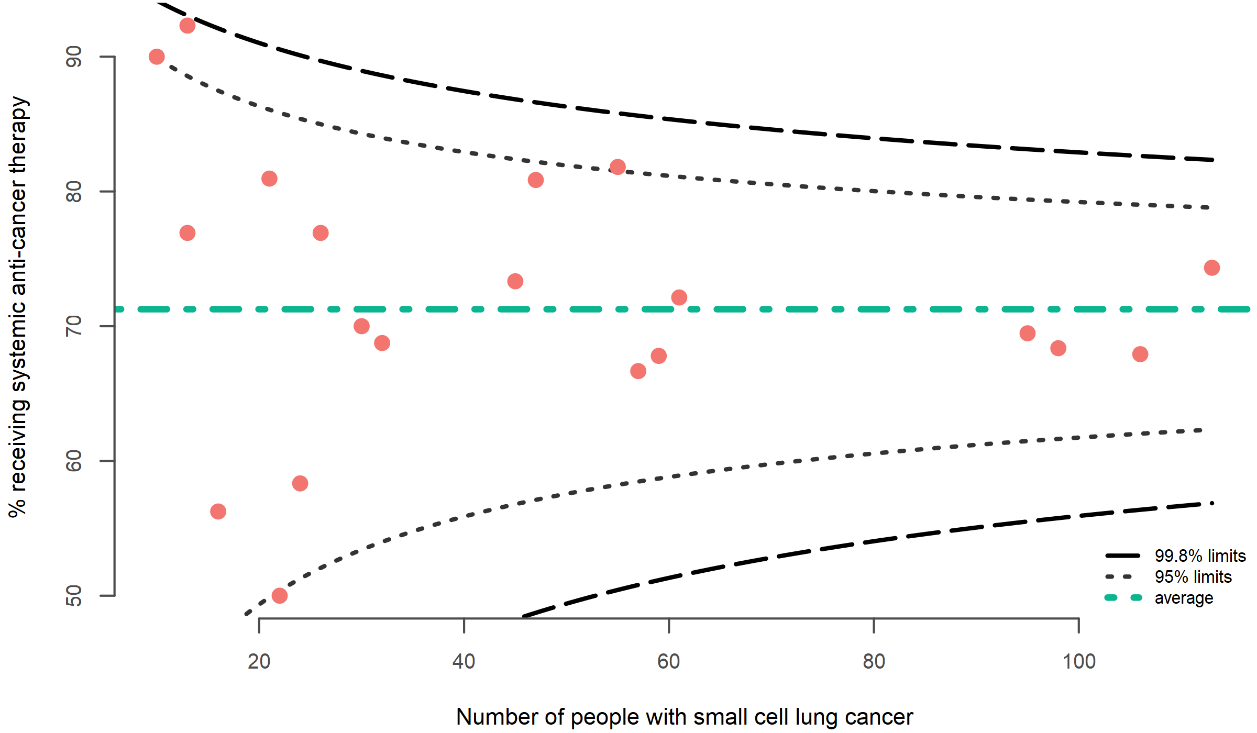 % receiving systemic anti-cancer therapy
90
80
70
60
50
99.8% limits
95% limits
average
20 40 60 80 100
Number of people with small cell lung cancer